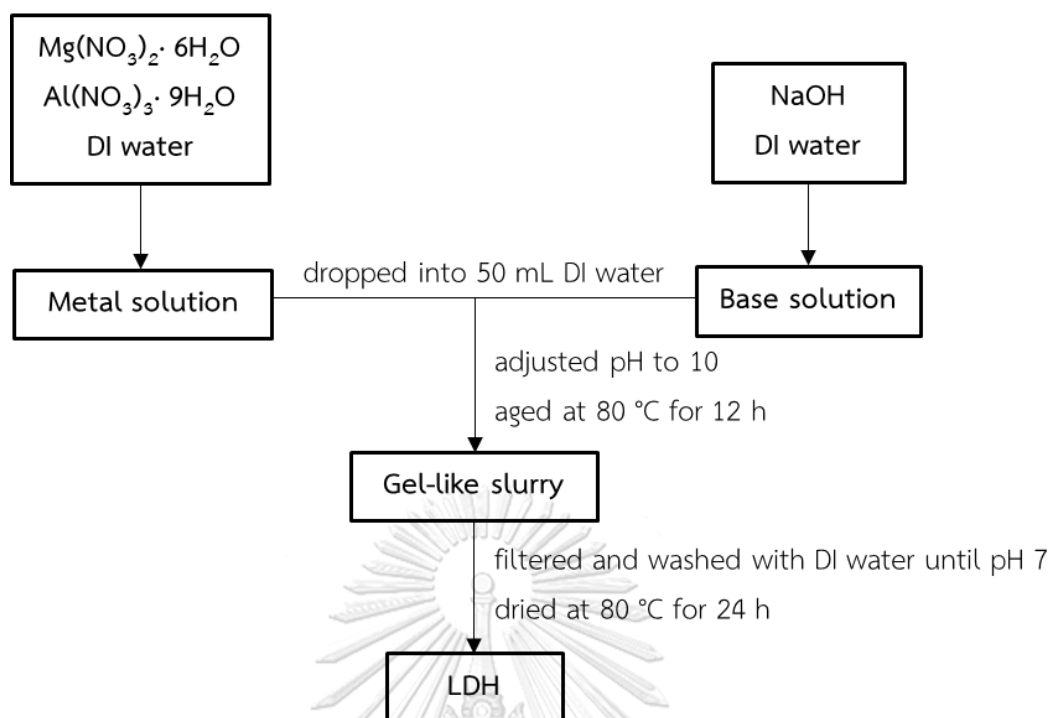 Mg(NO₃)₂· 6H₂O
Al(NO₃)₃· 9H₂O
DI water
NaOH
DI water
Metal solution
dropped into 50 mL DI water
Base solution
adjusted pH to 10
aged at 80 °C for 12 h
Gel-like slurry
filtered and washed with DI water until pH 7
dried at 80 °C for 24 h
LDH